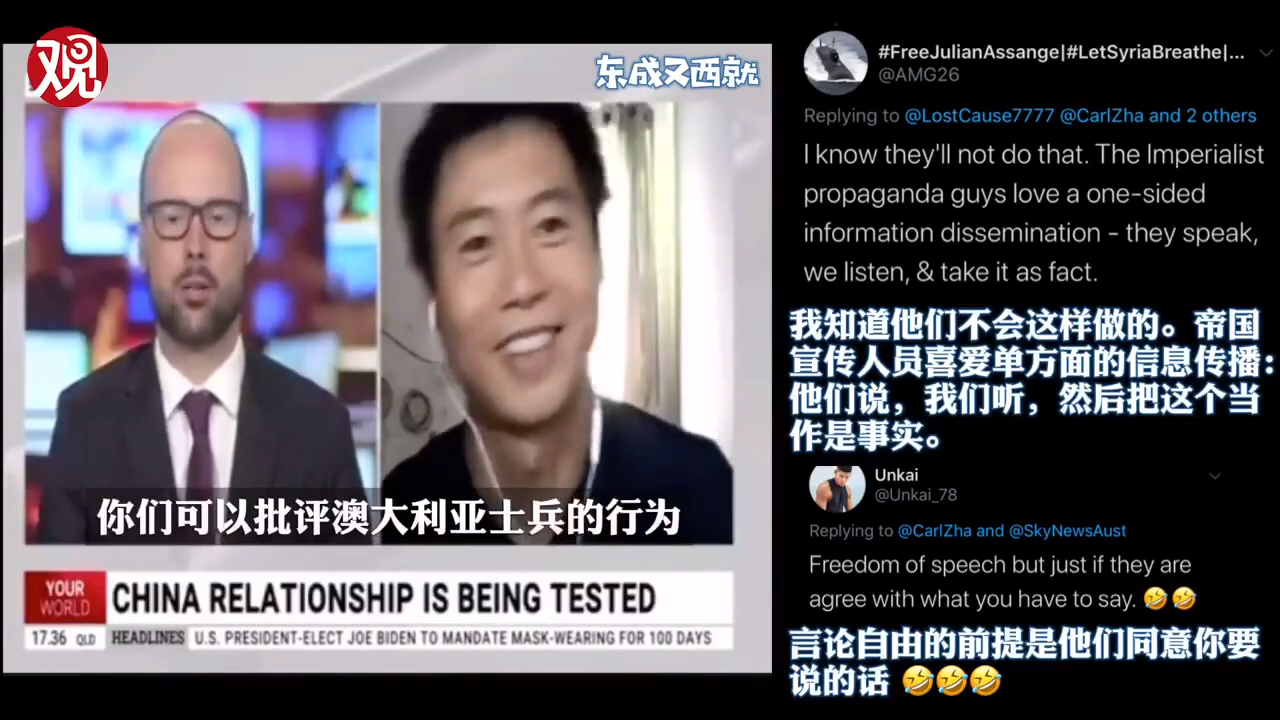 观
东成又西就
你们可以批评澳大利亚士兵的行为
YOUR
WORLD
CHINA RELATIONSHIP IS BEING TESTED
17.36 QLD
HEADLINES
U.S. PRESIDENT-ELECT JOE BIDEN TO MANDATE MASK-WEARING FOR 100 DAYS
#FreeJulianAssange|#LetSyriaBreathe|...
@AMG26
Replying to @LostCause7777 @CarlZha and 2 others
I know they'll not do that. The Imperialist
propaganda guys love a one-sided
information dissemination - they speak,
we listen, & take it as fact.
我知道他们不会这样做的。帝国
宣传人员喜爱单方面的信息传播：
他们说，我们听，然后把这个当
作是事实。
Unkai
@Unkai_78
Replying to @CarlZha and @SkyNewsAust
Freedom of speech but just if they are
agree with what you have to say. 🤣🤣
言论自由的前提是他们同意你要
说的话 🤣🤣🤣